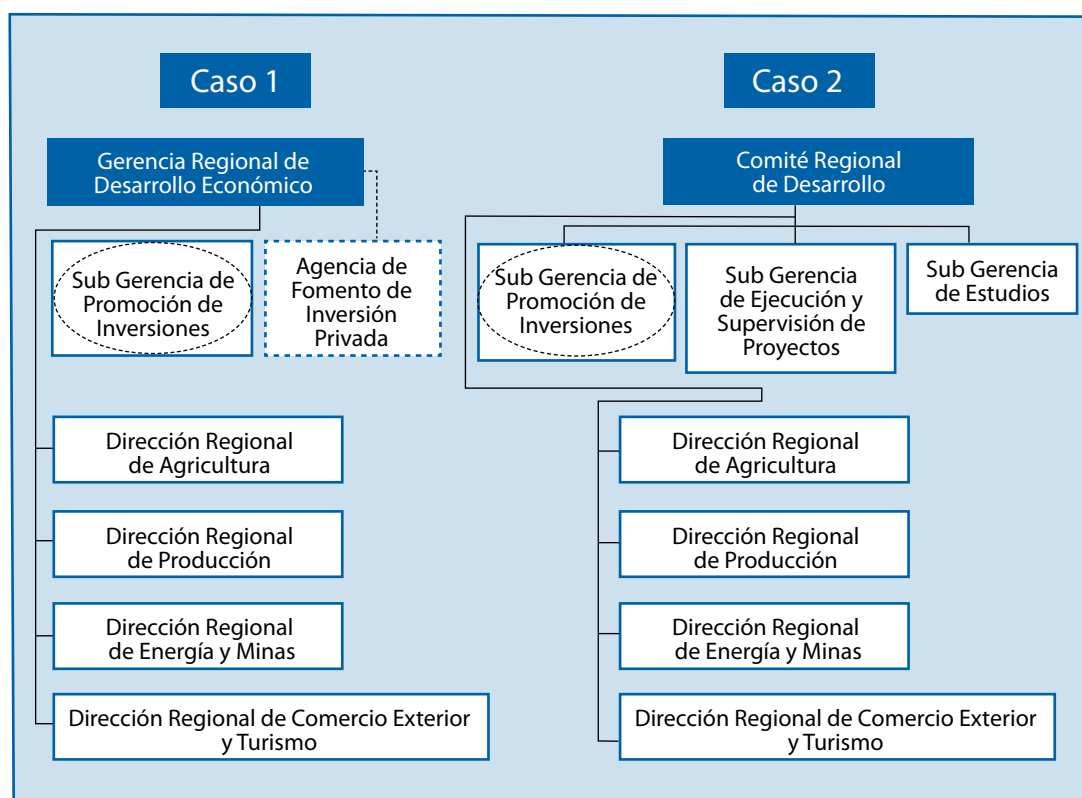 Caso 1
Gerencia Regional de
Desarrollo Económico
Sub Gerencia de
Promoción de
Inversiones
Agencia de
Fomento de
Inversión
Privada
Dirección Regional
de Agricultura
Dirección Regional
de Producción
Dirección Regional
de Energía y Minas
Dirección Regional de Comercio Exterior
y Turismo
Caso 2
Comité Regional
de Desarrollo
Sub Gerencia de
Promoción de
Inversiones
Sub Gerencia
de Ejecución y
Supervisión de
Proyectos
Sub Gerencia
de Estudios
Dirección Regional
de Agricultura
Dirección Regional
de Producción
Dirección Regional
de Energía y Minas
Dirección Regional de Comercio Exterior
y Turismo